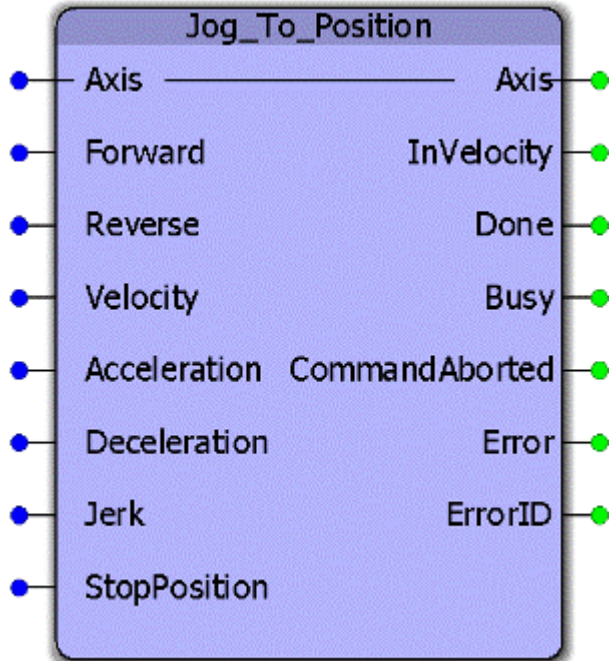 Jog_To_Position
Axis Axis
Forward InVelocity
Reverse Done
Velocity Busy
Acceleration CommandAborted
Deceleration Error
Jerk ErrorID
StopPosition